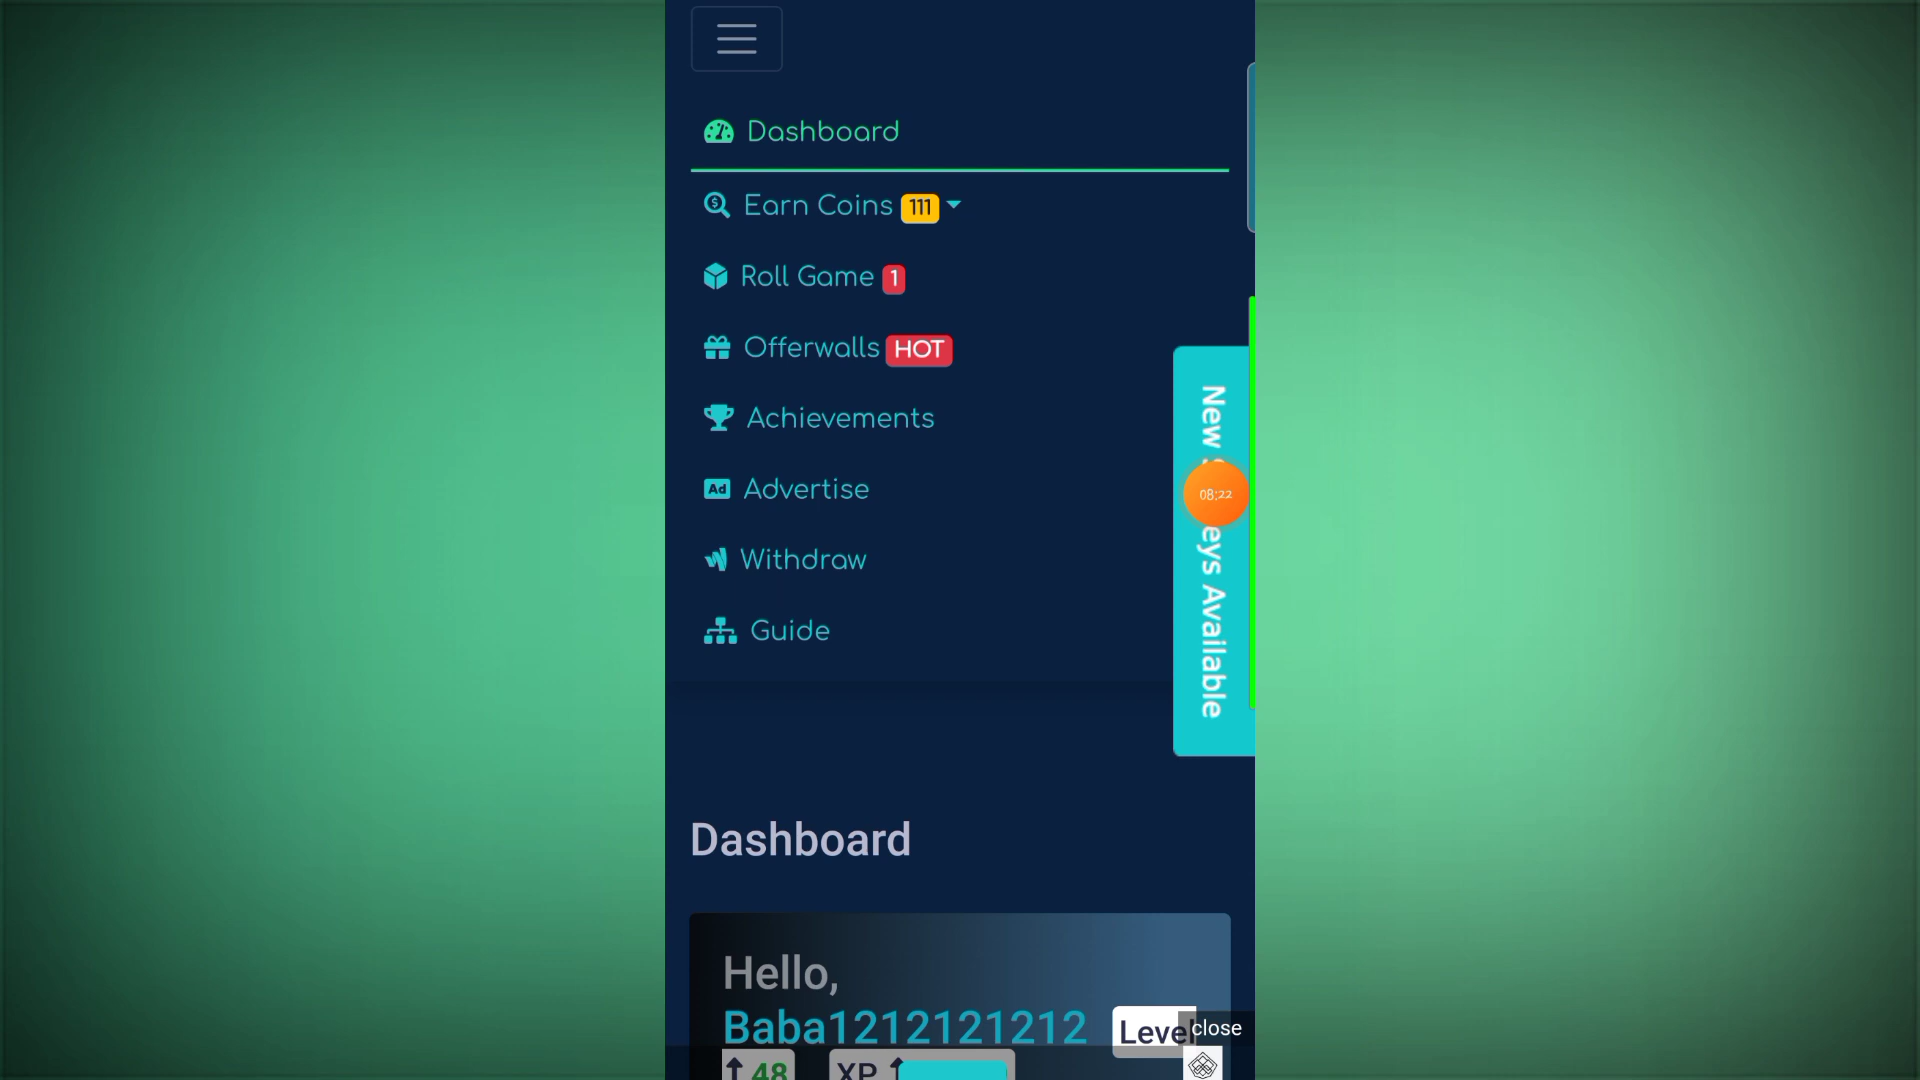 Dashboard
Earn Coins 111
Roll Game 1
Offerwalls HOT
Achievements
Ad Advertise
Withdraw
Guide
New
08:22
eys Available
Dashboard
Hello,
Baba1212121212
Level
close
48
XP